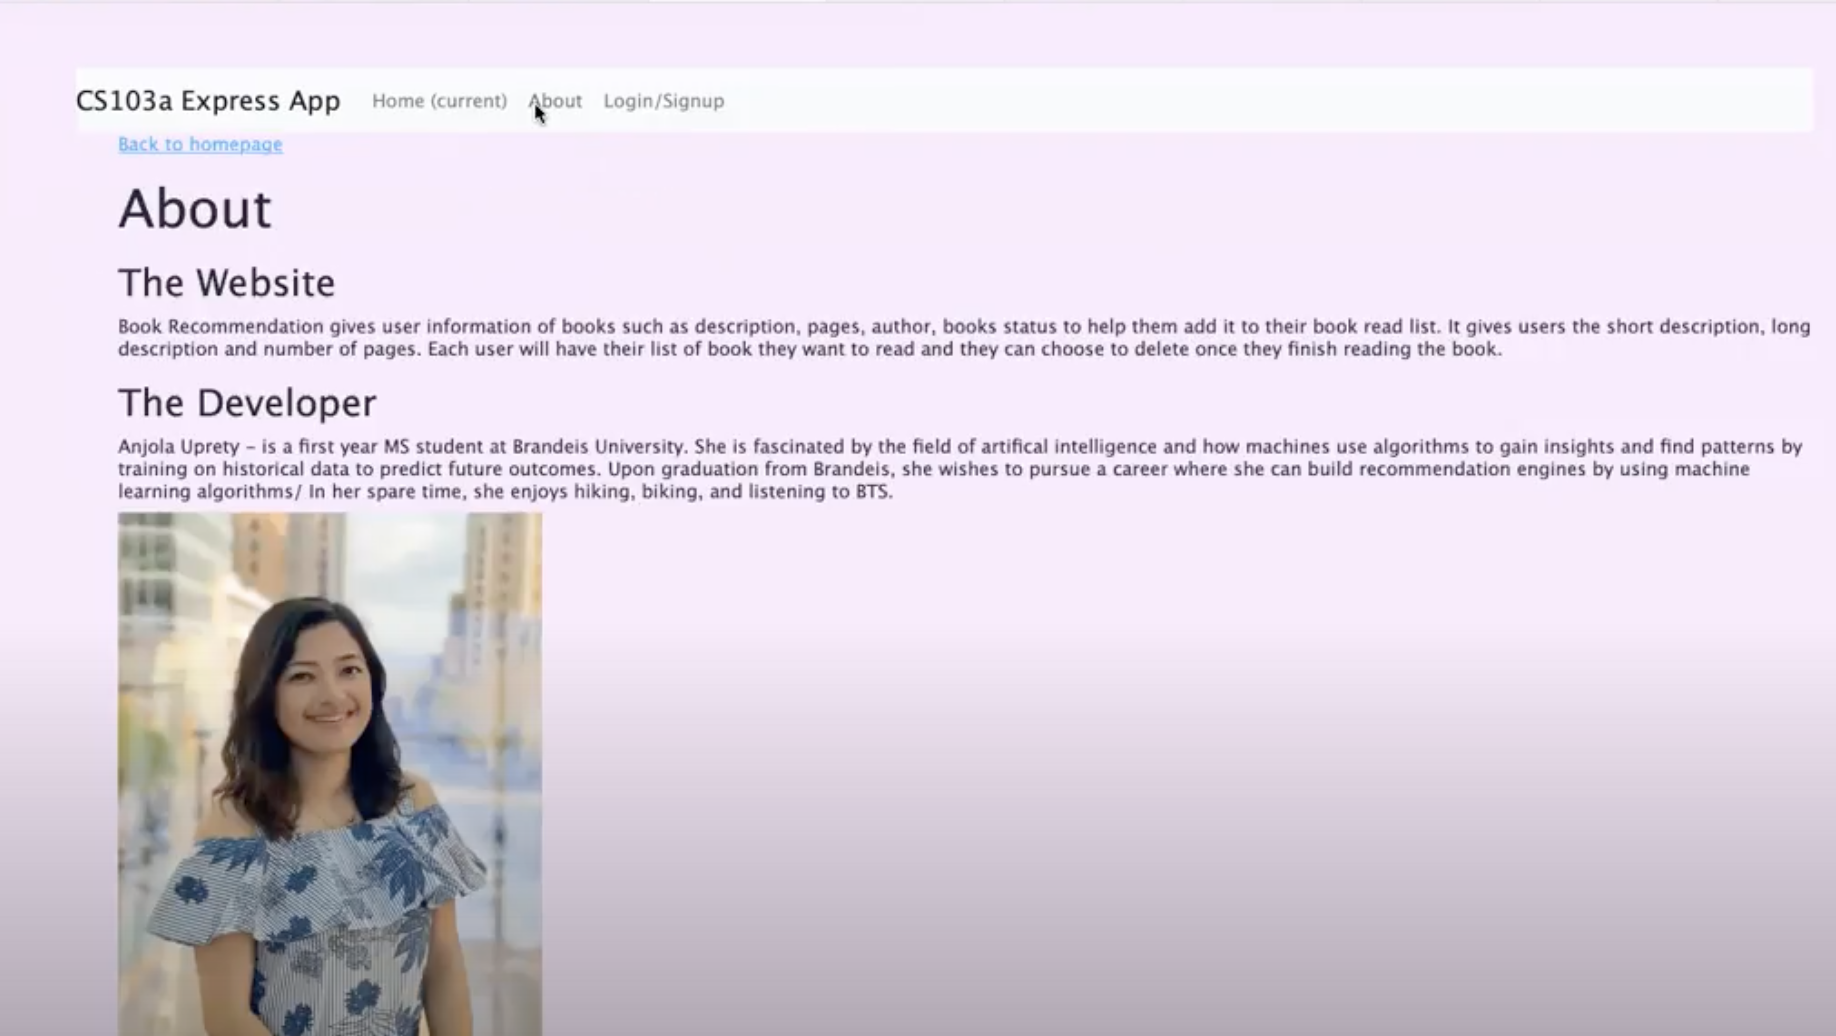 CS103a Express App Home (current) About Login/Signup
Back to homepage
About
The Website
Book Recommendation gives user information of books such as description, pages, author, books status to help them add it to their book read list. It gives users the short description, long
description and number of pages. Each user will have their list of book they want to read and they can choose to delete once they finish reading the book.
The Developer
Anjola Uprety – is a first year MS student at Brandeis University. She is fascinated by the field of artifical intelligence and how machines use algorithms to gain insights and find patterns by
training on historical data to predict future outcomes. Upon graduation from Brandeis, she wishes to pursue a career where she can build recommendation engines by using machine
learning algorithms/ In her spare time, she enjoys hiking, biking, and listening to BTS.